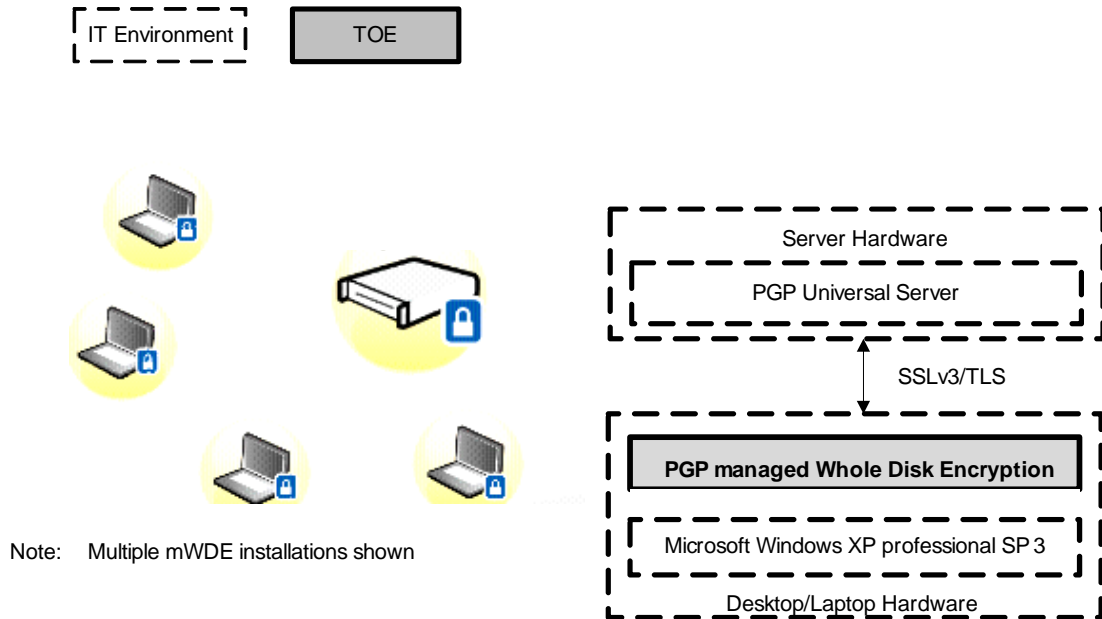 IT Environment
TOE
Server Hardware
PGP Universal Server
SSLv3/TLS
PGP managed Whole Disk Encryption
Microsoft Windows XP professional SP 3
Desktop/Laptop Hardware
Note: Multiple mWDE installations shown